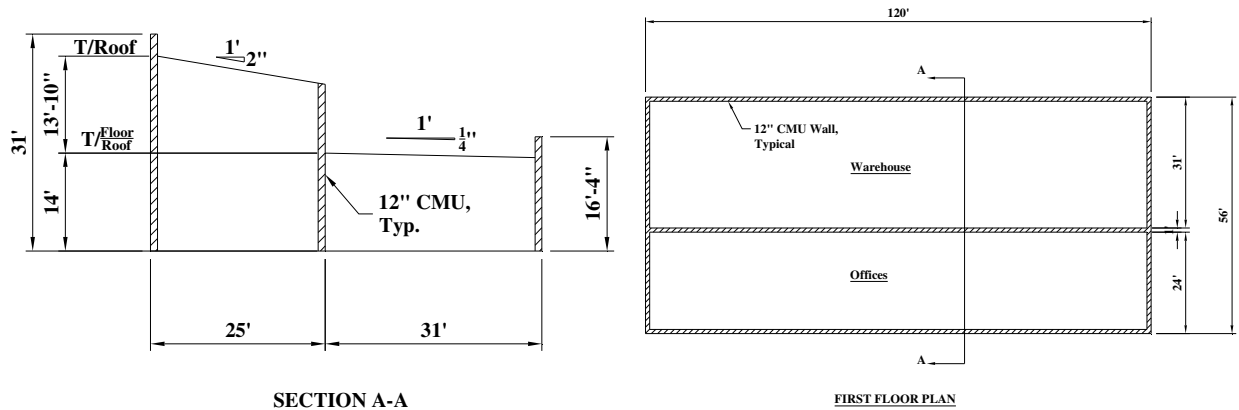 T/Roof
1'
2"
13'-10"
31'
T/Floor
Roof
14'
1'
1/4"
12" CMU,
Typ.
16'-4"
25'
31'
SECTION A-A
120'
A
12" CMU Wall,
Typical
Warehouse
31'
56'
Offices
24'
A
FIRST FLOOR PLAN